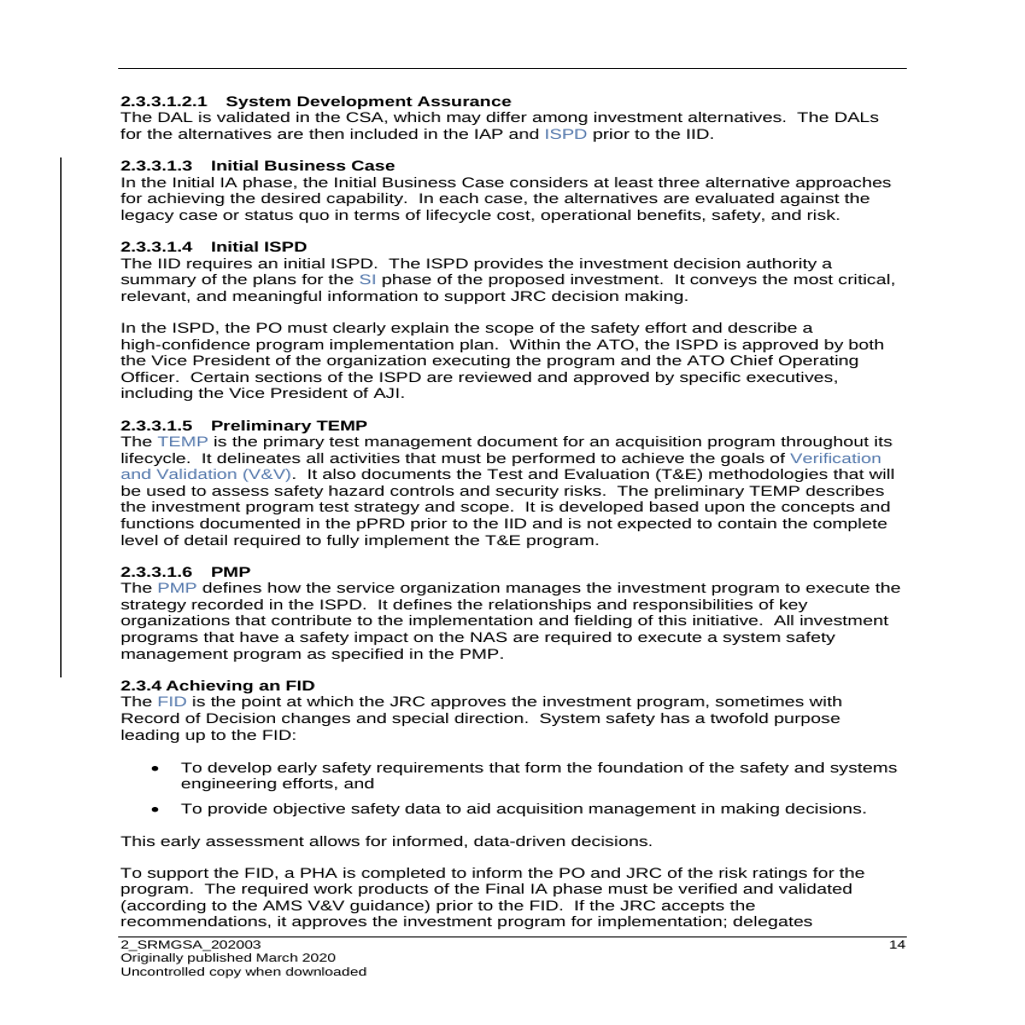 2.3.3.1.2.1 System Development Assurance
The DAL is validated in the CSA, which may differ among investment alternatives. The DALs
for the alternatives are then included in the IAP and ISPD prior to the IID.
2.3.3.1.3 Initial Business Case
In the Initial IA phase, the Initial Business Case considers at least three alternative approaches
for achieving the desired capability. In each case, the alternatives are evaluated against the
legacy case or status quo in terms of lifecycle cost, operational benefits, safety, and risk.
2.3.3.1.4 Initial ISPD
The IID requires an initial ISPD. The ISPD provides the investment decision authority a
summary of the plans for the SI phase of the proposed investment. It conveys the most critical,
relevant, and meaningful information to support JRC decision making.
In the ISPD, the PO must clearly explain the scope of the safety effort and describe a
high-confidence program implementation plan. Within the ATO, the ISPD is approved by both
the Vice President of the organization executing the program and the ATO Chief Operating
Officer. Certain sections of the ISPD are reviewed and approved by specific executives,
including the Vice President of AJI.
2.3.3.1.5 Preliminary TEMP
The TEMP is the primary test management document for an acquisition program throughout its
lifecycle. It delineates all activities that must be performed to achieve the goals of Verification
and Validation (V&V). It also documents the Test and Evaluation (T&E) methodologies that will
be used to assess safety hazard controls and security risks. The preliminary TEMP describes
the investment program test strategy and scope. It is developed based upon the concepts and
functions documented in the pPRD prior to the IID and is not expected to contain the complete
level of detail required to fully implement the T&E program.
2.3.3.1.6 PMP
The PMP defines how the service organization manages the investment program to execute the
strategy recorded in the ISPD. It defines the relationships and responsibilities of key
organizations that contribute to the implementation and fielding of this initiative. All investment
programs that have a safety impact on the NAS are required to execute a system safety
management program as specified in the PMP.
2.3.4 Achieving an FID
The FID is the point at which the JRC approves the investment program, sometimes with
Record of Decision changes and special direction. System safety has a twofold purpose
leading up to the FID:
• To develop early safety requirements that form the foundation of the safety and systems
engineering efforts, and
• To provide objective safety data to aid acquisition management in making decisions.
This early assessment allows for informed, data-driven decisions.
To support the FID, a PHA is completed to inform the PO and JRC of the risk ratings for the
program. The required work products of the Final IA phase must be verified and validated
(according to the AMS V&V guidance) prior to the FID. If the JRC accepts the
recommendations, it approves the investment program for implementation; delegates
2_SRMGSA_202003 14
Originally published March 2020
Uncontrolled copy when downloaded